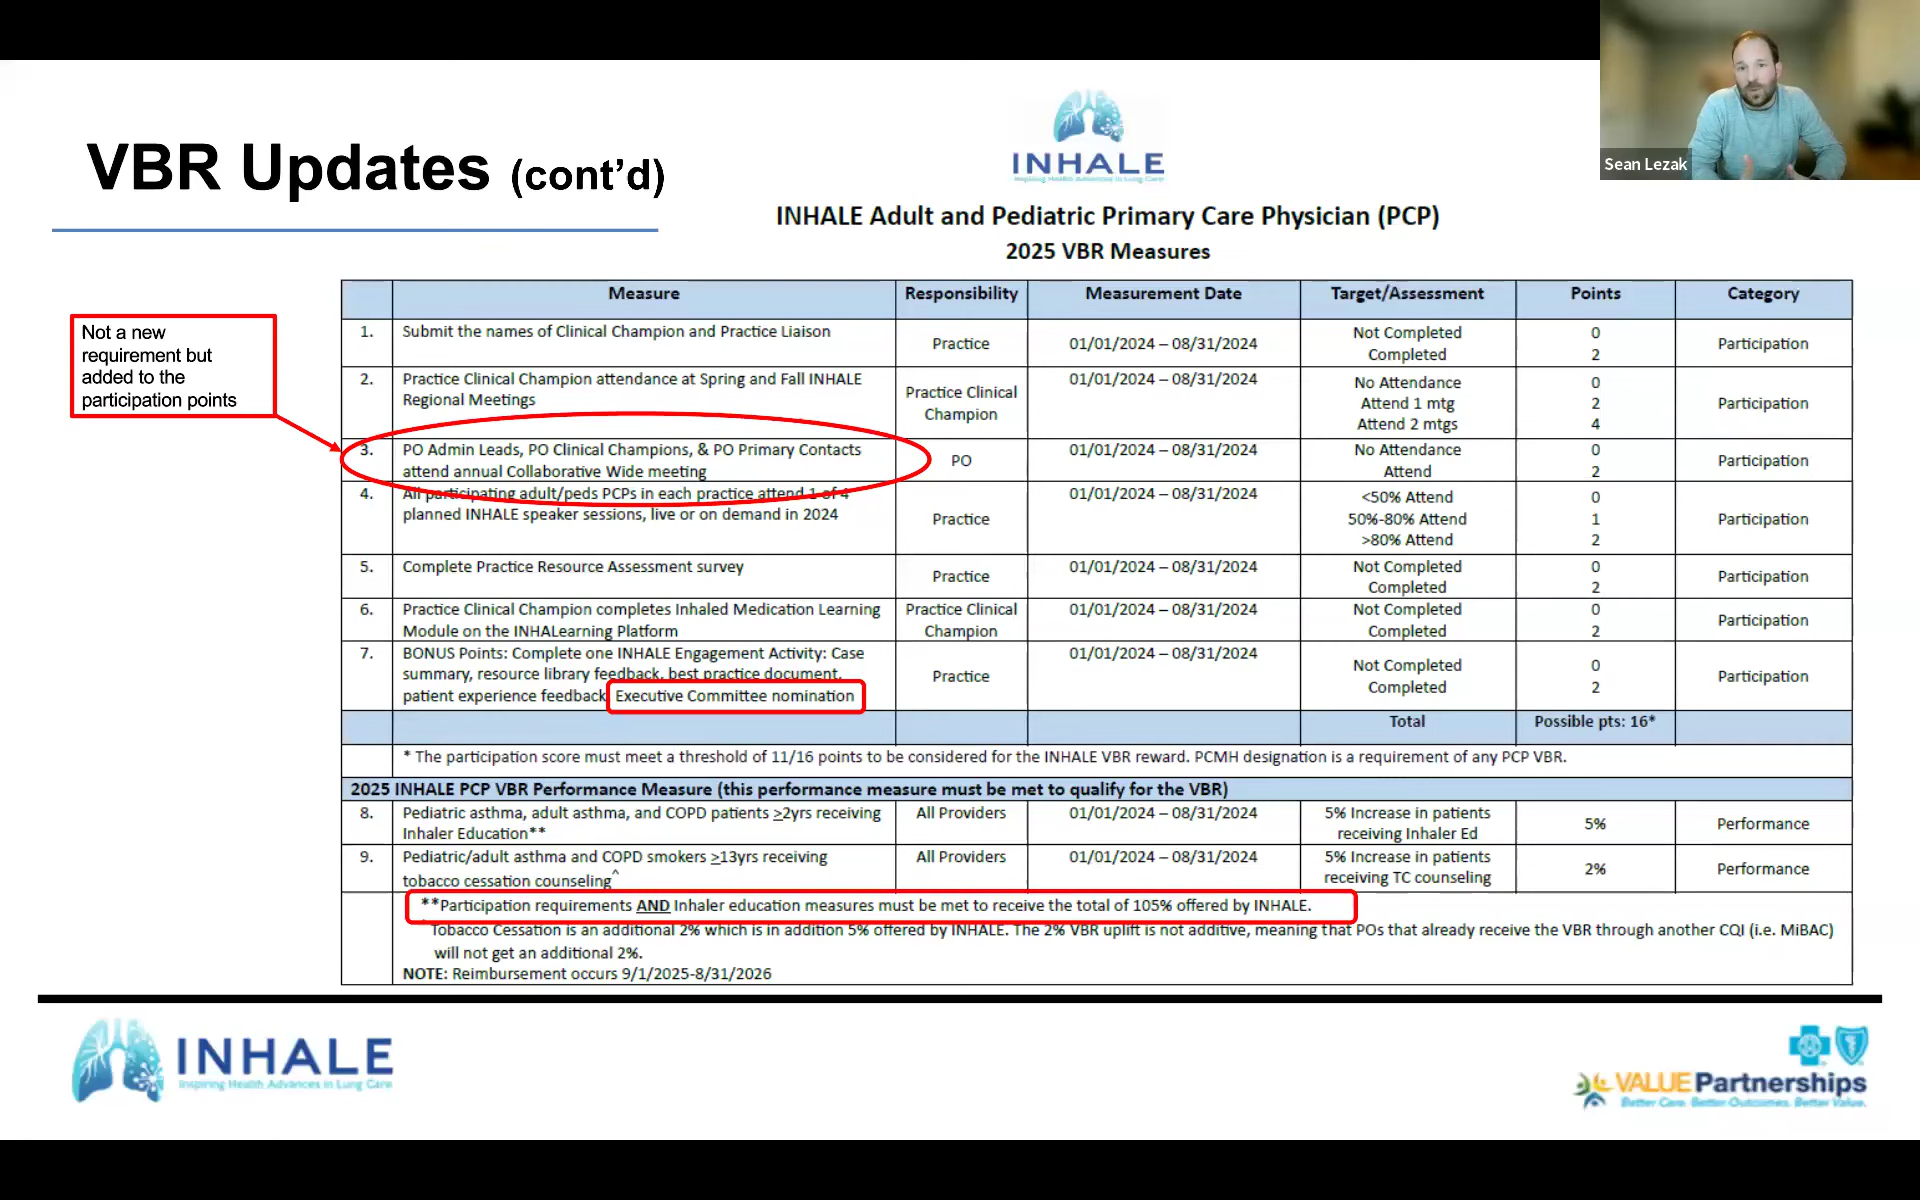 Sean Lezak
VBR Updates (cont’d)
INHALE
Inspiring Health Advances in Lung Care
INHALE Adult and Pediatric Primary Care Physician (PCP)
2025 VBR Measures
Not a new
requirement but
added to the
participation points
Measure Responsibility Measurement Date Target/Assessment Points Category
1. Submit the names of Clinical Champion and Practice Liaison Practice 01/01/2024 – 08/31/2024 Not Completed 0 Participation
Completed 2
2. Practice Clinical Champion attendance at Spring and Fall INHALE Practice Clinical 01/01/2024 – 08/31/2024 No Attendance 0 Participation
Regional Meetings Champion Attend 1 mtg 2
Attend 2 mtgs 4
3. PO Admin Leads, PO Clinical Champions, & PO Primary Contacts PO 01/01/2024 – 08/31/2024 No Attendance 0 Participation
attend annual Collaborative Wide meeting Attend 2
4. All participating adult/peds PCPs in each practice attend 1 of 4 Practice 01/01/2024 – 08/31/2024 <50% Attend 0 Participation
planned INHALE speaker sessions, live or on demand in 2024 50%-80% Attend 1
>80% Attend 2
5. Complete Practice Resource Assessment survey Practice 01/01/2024 – 08/31/2024 Not Completed 0 Participation
Completed 2
6. Practice Clinical Champion completes Inhaled Medication Learning Practice Clinical 01/01/2024 – 08/31/2024 Not Completed 0 Participation
Module on the INHALearning Platform Champion Completed 2
7. BONUS Points: Complete one INHALE Engagement Activity: Case Practice 01/01/2024 – 08/31/2024 Not Completed 0 Participation
summary, resource library feedback, best practice document, Completed 2
patient experience feedback Executive Committee nomination
Total Possible pts: 16*
* The participation score must meet a threshold of 11/16 points to be considered for the INHALE VBR reward. PCMH designation is a requirement of any PCP VBR.
2025 INHALE PCP VBR Performance Measure (this performance measure must be met to qualify for the VBR)
8. Pediatric asthma, adult asthma, and COPD patients ≥2yrs receiving All Providers 01/01/2024 – 08/31/2024 5% Increase in patients 5% Performance
Inhaler Education** receiving Inhaler Ed
9. Pediatric/adult asthma and COPD smokers ≥13yrs receiving All Providers 01/01/2024 – 08/31/2024 5% Increase in patients 2% Performance
tobacco cessation counseling^ receiving TC counseling
**Participation requirements AND Inhaler education measures must be met to receive the total of 105% offered by INHALE.
Tobacco Cessation is an additional 2% which is in addition 5% offered by INHALE. The 2% VBR uplift is not additive, meaning that POs that already receive the VBR through another CQI (i.e. MiBAC)
will not get an additional 2%.
NOTE: Reimbursement occurs 9/1/2025-8/31/2026
INHALE
Inspiring Health Advances in Lung Care
VALUE Partnerships
Better Care. Better Outcomes. Better Value.